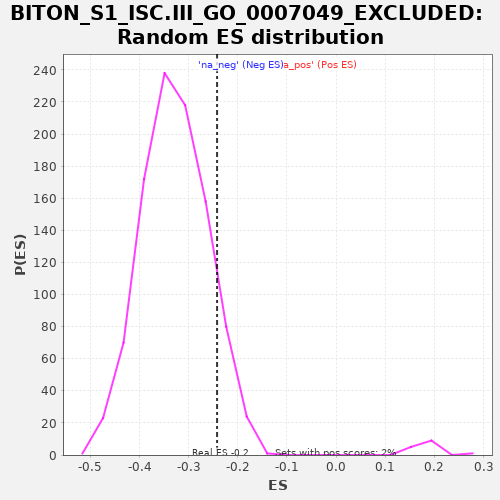 BITON_S1_ISC.III_GO_0007049_EXCLUDED:
Random ES distribution
'na_neg' (Neg ES)
a_pos' (Pos ES)
240
220
200
180
160
140
120
100
80
60
40
20
0
P(ES)
Real ES -0.2
Sets with pos scores: 2%
-0.5 -0.4 -0.3 -0.2 -0.1 0.0 0.1 0.2 0.3
ES